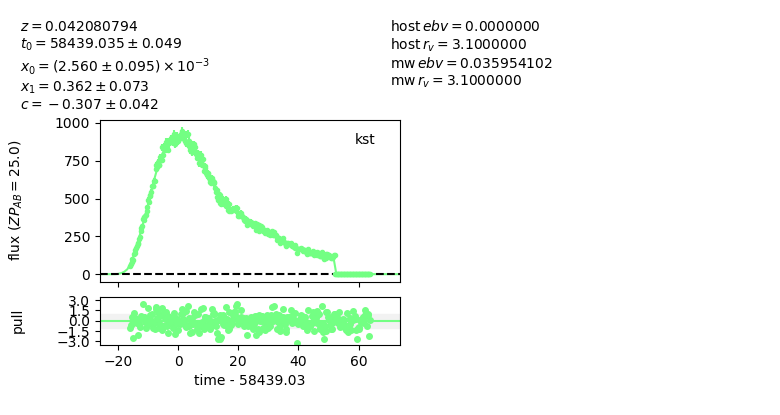 z = 0.042080794
t₀ = 58439.035 ± 0.049
x₀ = (2.560 ± 0.095) × 10⁻³
x₁ = 0.362 ± 0.073
c = −0.307 ± 0.042
host ebv = 0.0000000
host r_v = 3.1000000
mw ebv = 0.035954102
mw r_v = 3.1000000
kst
flux (ZP_AB = 25.0)
1000
750
500
250
0
pull
3.0
1.5
0.0
−1.5
−3.0
−20 0 20 40 60
time - 58439.03